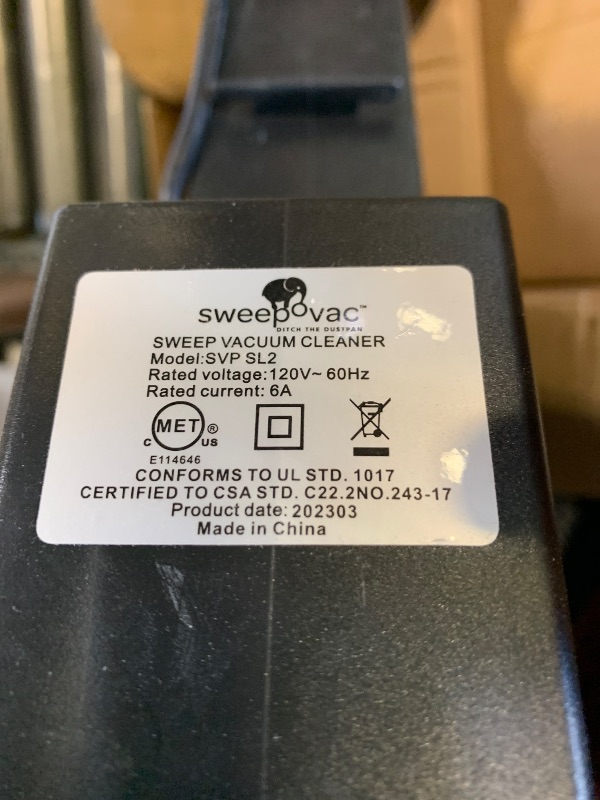 sweepovac™
DITCH THE DUSTPAN
SWEEP VACUUM CLEANER
Model:SVP SL2
Rated voltage:120V~ 60Hz
Rated current: 6A
c MET ® US
E114646
CONFORMS TO UL STD. 1017
CERTIFIED TO CSA STD. C22.2NO.243-17
Product date: 202303
Made in China